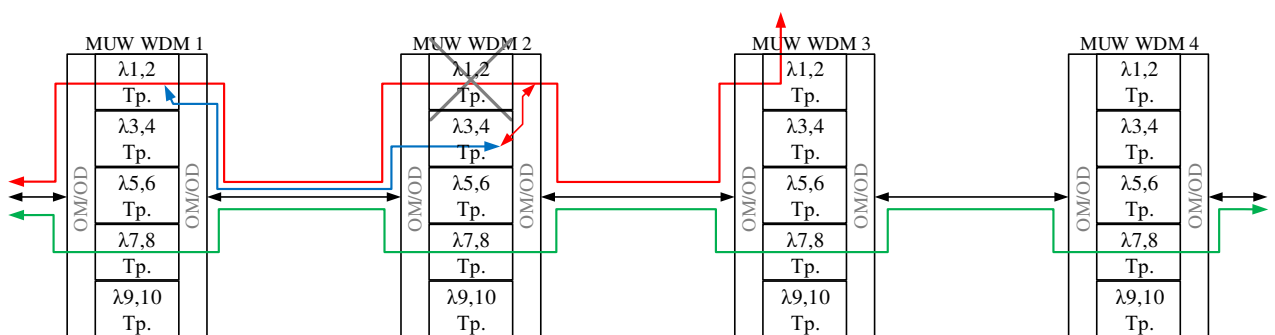 MUW WDM 1
λ1,2
Tp.
λ3,4
Tp.
λ5,6
Tp.
λ7,8
Tp.
λ9,10
Tp.
OM/OD
OM/OD
MUW WDM 2
λ1,2
Tp.
λ3,4
Tp.
λ5,6
Tp.
λ7,8
Tp.
λ9,10
Tp.
OM/OD
OM/OD
MUW WDM 3
λ1,2
Tp.
λ3,4
Tp.
λ5,6
Tp.
λ7,8
Tp.
λ9,10
Tp.
OM/OD
OM/OD
MUW WDM 4
λ1,2
Tp.
λ3,4
Tp.
λ5,6
Tp.
λ7,8
Tp.
λ9,10
Tp.
OM/OD
OM/OD